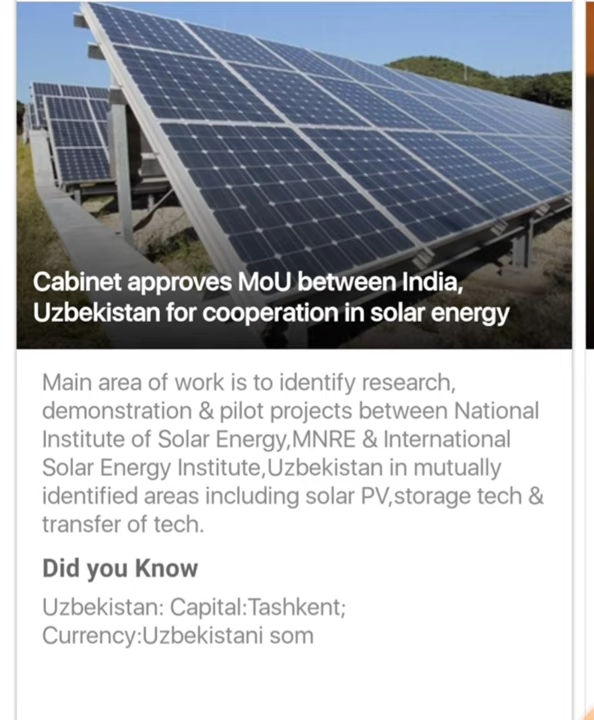 Cabinet approves MoU between India,
Uzbekistan for cooperation in solar energy
Main area of work is to identify research,
demonstration & pilot projects between National
Institute of Solar Energy,MNRE & International
Solar Energy Institute,Uzbekistan in mutually
identified areas including solar PV,storage tech &
transfer of tech.
Did you Know
Uzbekistan: Capital:Tashkent;
Currency:Uzbekistani som